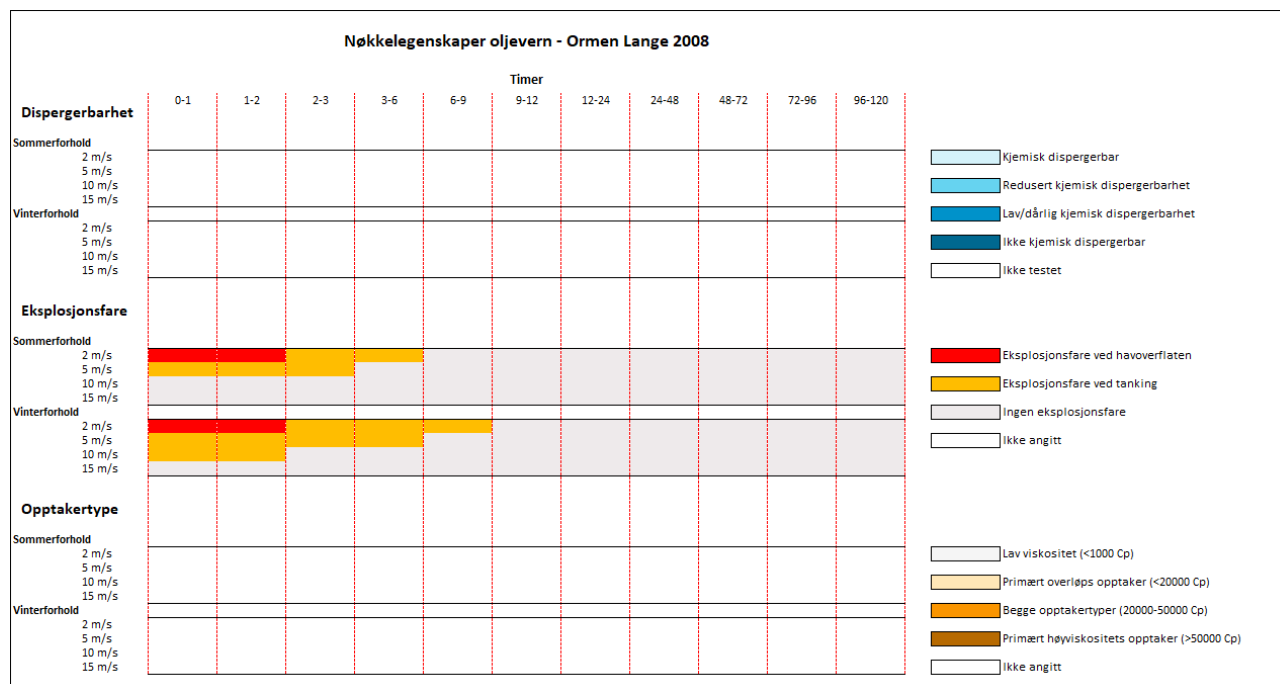 Nøkkelegenskaper oljevern - Ormen Lange 2008
Timer
0-1 1-2 2-3 3-6 6-9 9-12 12-24 24-48 48-72 72-96 96-120
Dispergerbarhet
Sommerforhold
2 m/s
5 m/s
10 m/s
15 m/s
Vinterforhold
2 m/s
5 m/s
10 m/s
15 m/s
Kjemisk dispergerbar
Redusert kjemisk dispergerbarhet
Lav/dårlig kjemisk dispergerbarhet
Ikke kjemisk dispergerbar
Ikke testet
Eksplosjonsfare
Sommerforhold
2 m/s
5 m/s
10 m/s
15 m/s
Vinterforhold
2 m/s
5 m/s
10 m/s
15 m/s
Eksplosjonsfare ved havoverflaten
Eksplosjonsfare ved tanking
Ingen eksplosjonsfare
Ikke angitt
Opptakertype
Sommerforhold
2 m/s
5 m/s
10 m/s
15 m/s
Vinterforhold
2 m/s
5 m/s
10 m/s
15 m/s
Lav viskositet (<1000 Cp)
Primært overløps opptaker (<20000 Cp)
Begge opptakertyper (20000-50000 Cp)
Primært høyviskositets opptaker (>50000 Cp)
Ikke angitt